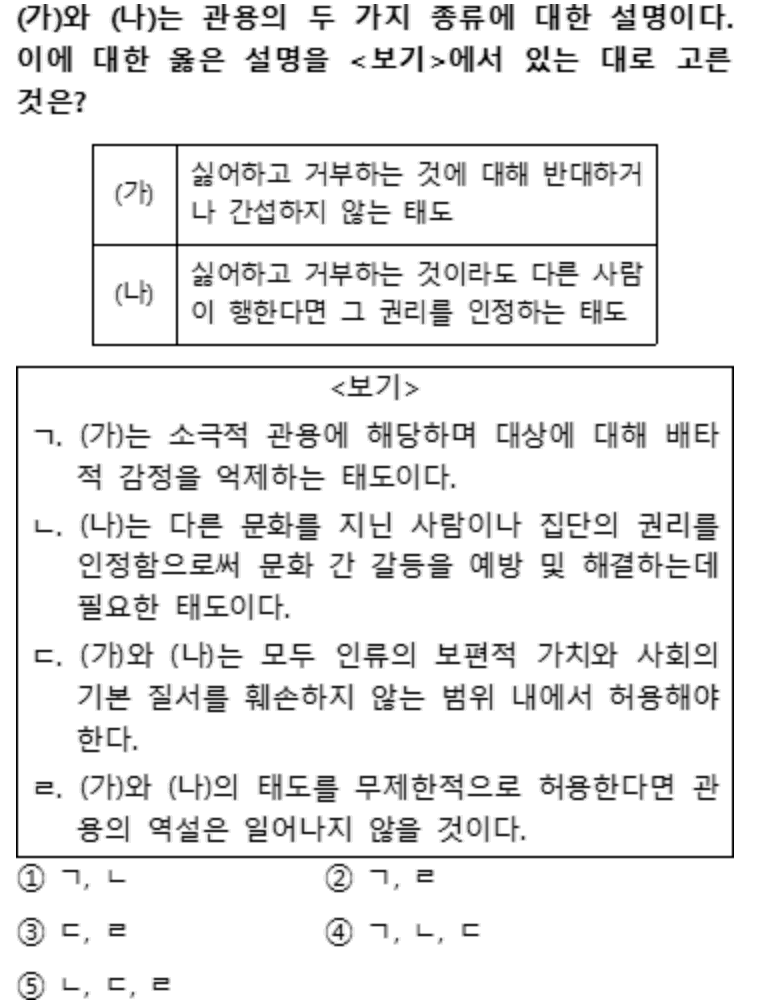 (가)와 (나)는 관용의 두 가지 종류에 대한 설명이다.
이에 대한 옳은 설명을 <보기>에서 있는 대로 고른
것은?
(가)
싫어하고 거부하는 것에 대해 반대하거
나 간섭하지 않는 태도
(나)
싫어하고 거부하는 것이라도 다른 사람
이 행한다면 그 권리를 인정하는 태도
<보기>
ㄱ. (가)는 소극적 관용에 해당하며 대상에 대해 배타
적 감정을 억제하는 태도이다.
ㄴ. (나)는 다른 문화를 지닌 사람이나 집단의 권리를
인정함으로써 문화 간 갈등을 예방 및 해결하는데
필요한 태도이다.
ㄷ. (가)와 (나)는 모두 인류의 보편적 가치와 사회의
기본 질서를 훼손하지 않는 범위 내에서 허용해야
한다.
ㄹ. (가)와 (나)의 태도를 무제한적으로 허용한다면 관
용의 역설은 일어나지 않을 것이다.
① ㄱ, ㄴ ② ㄱ, ㄹ
③ ㄷ, ㄹ ④ ㄱ, ㄴ, ㄷ
⑤ ㄴ, ㄷ, ㄹ